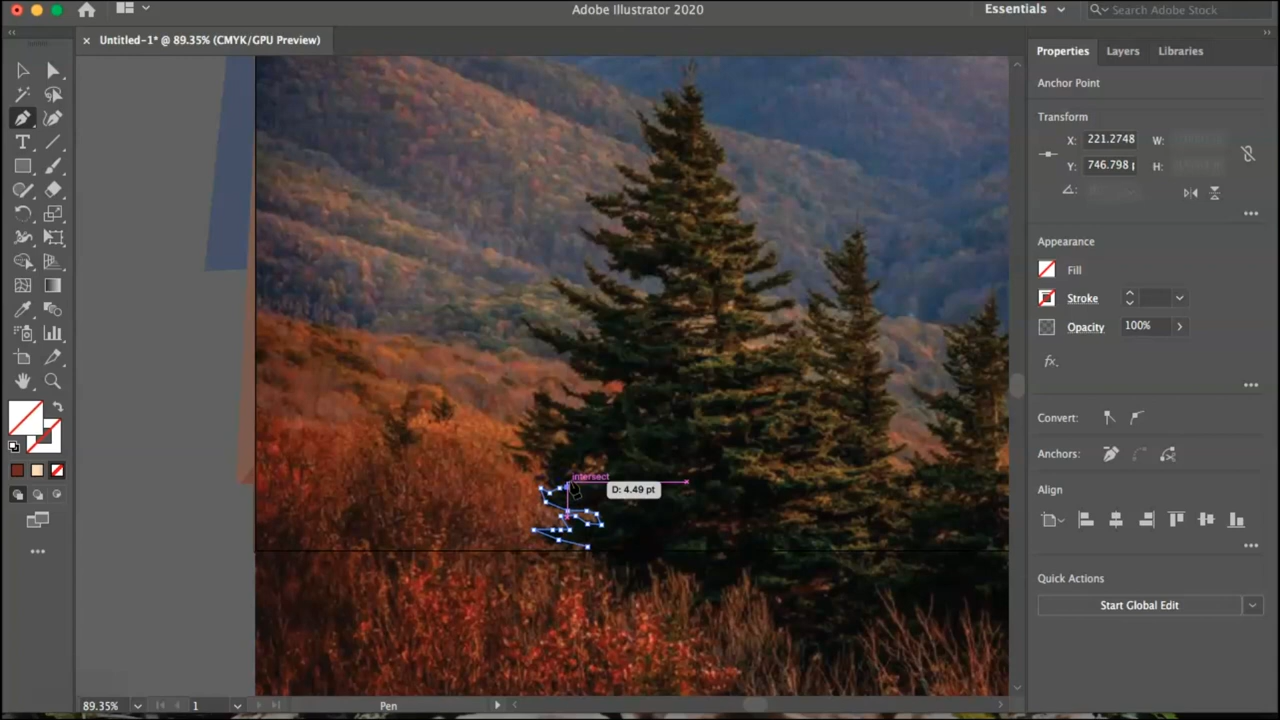 Adobe Illustrator 2020
Essentials
Search Adobe Stock
Untitled-1* @ 89.35% (CMYK/GPU Preview)
Properties
Layers
Libraries
Anchor Point
Transform
X:
221.2748
W:
Y:
746.798 p
H:
Appearance
Fill
Stroke
Opacity
100%
fx.
Convert:
Anchors:
Align
Quick Actions
Start Global Edit
intersect
D: 4.49 pt
89.35%
1
Pen